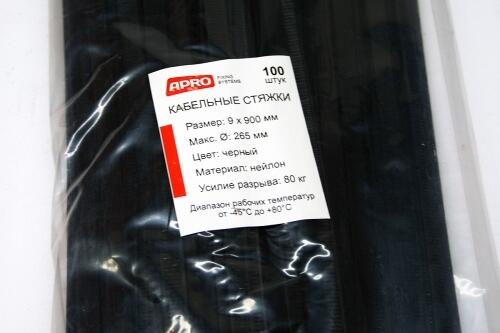 APRO FIXING SYSTEMS 100 штук
КАБЕЛЬНЫЕ СТЯЖКИ
Размер: 9 x 900 мм
Макс. Ø: 265 мм
Цвет: черный
Материал: нейлон
Усилие разрыва: 80 кг
Диапазон рабочих температур
от -45°C до +80°C